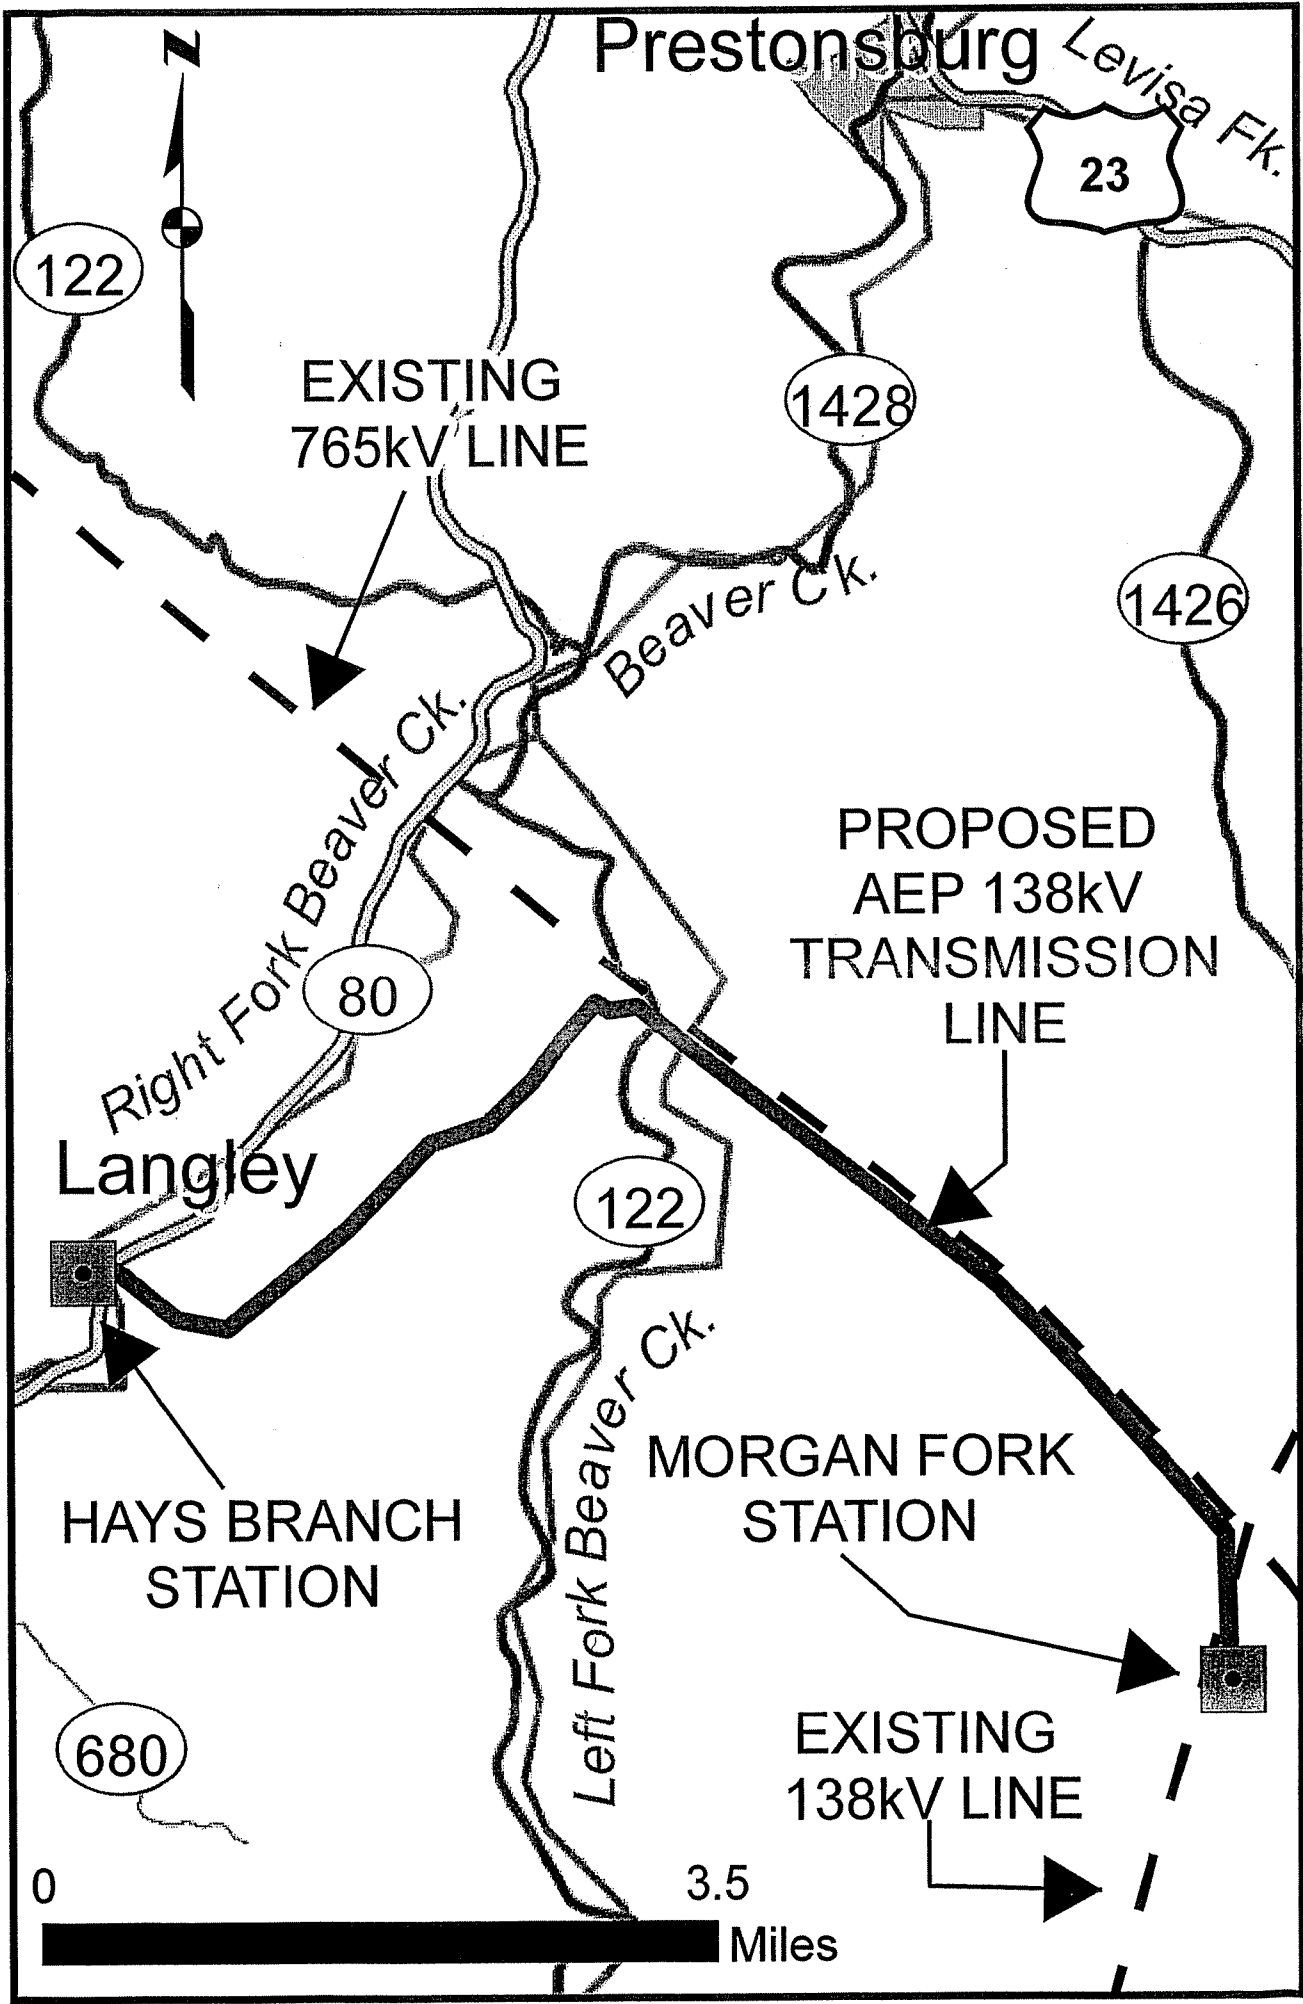 Prestonsburg
Levisa Fk.
N
23
122
EXISTING
765kV LINE
1428
Beaver Ck.
1426
Right Fork Beaver Ck.
PROPOSED
AEP 138kV
TRANSMISSION
LINE
80
Langley
122
Left Fork Beaver Ck.
MORGAN FORK
STATION
HAYS BRANCH
STATION
680
EXISTING
138kV LINE
0
3.5
Miles